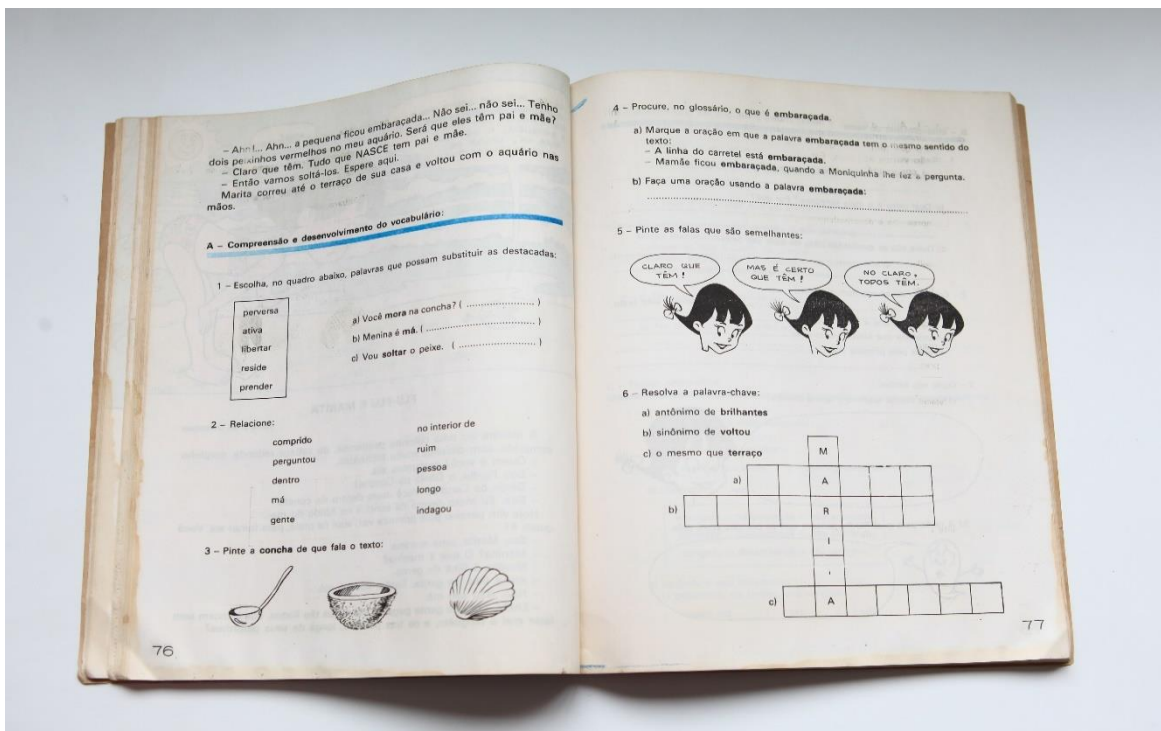 – Ahn!... Ahn... a pequena ficou embaraçada... Não sei... não sei... Tenho
dois peixinhos vermelhos no meu aquário. Será que eles têm pai e mãe?
– Claro que têm. Tudo que NASCE tem pai e mãe.
– Então vamos soltá-los. Espere aqui.
Marita correu até o terraço de sua casa e voltou com o aquário nas
mãos.
A – Compreensão e desenvolvimento do vocabulário:
1 – Escolha, no quadro abaixo, palavras que possam substituir as destacadas:
perversa
ativa
libertar
reside
prender
a) Você mora na concha? ( ........................ )
b) Menina é má. ( ........................................ )
c) Vou soltar o peixe. ( ............................ )
2 – Relacione:
comprido
perguntou
dentro
má
gente
no interior de
ruim
pessoa
longo
indagou
3 – Pinte a concha de que fala o texto:
76
4 – Procure, no glossário, o que é embaraçada.
a) Marque a oração em que a palavra embaraçada tem o mesmo sentido do
texto:
– A linha do carretel está embaraçada.
– Mamãe ficou embaraçada, quando a Moniquinha lhe fez a pergunta.
b) Faça uma oração usando a palavra embaraçada:
........................................................................................................
5 – Pinte as falas que são semelhantes:
CLARO QUE
TÊM!
MAS É CERTO
QUE TÊM!
NO CLARO,
TODOS TÊM.
6 – Resolva a palavra-chave:
a) antônimo de brilhantes
b) sinônimo de voltou
c) o mesmo que terraço
M
a) A
b) R
I
c) A
77